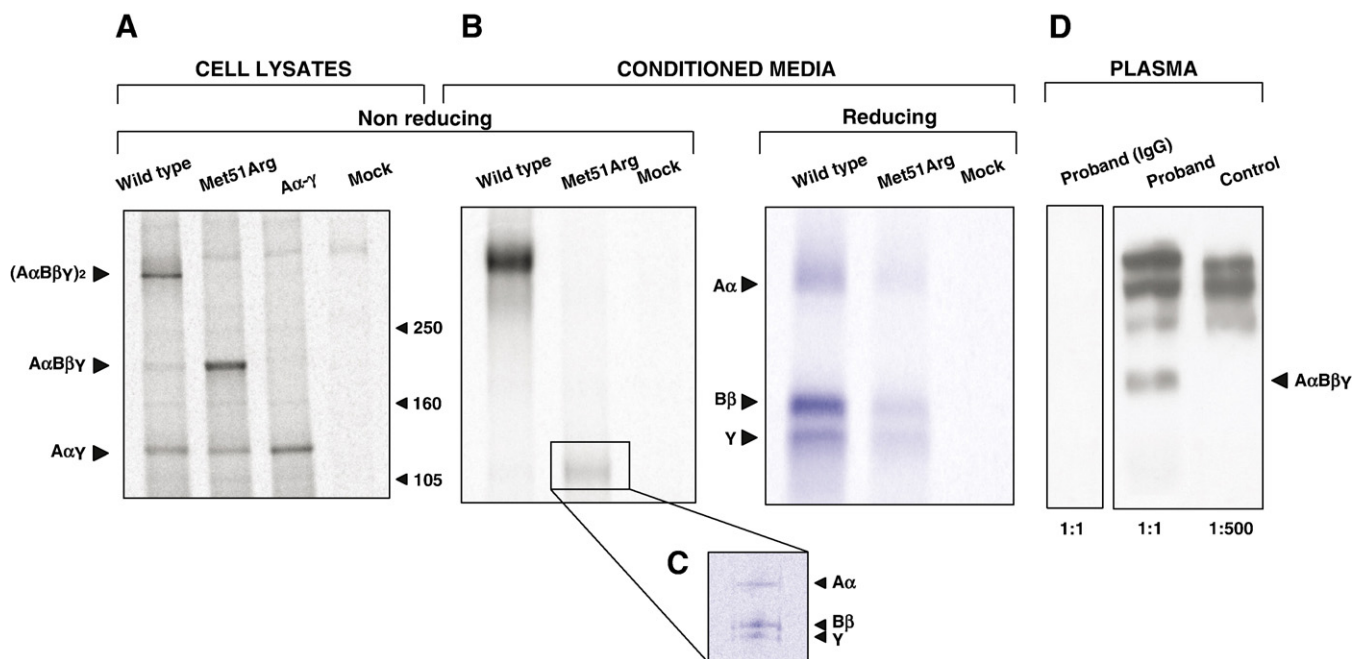 A
B
D
CELL LYSATES
CONDITIONED MEDIA
PLASMA
Non reducing
Reducing
Wild type
Met51Arg
Aα-γ
Mock
Wild type
Met51Arg
Mock
Wild type
Met51Arg
Mock
Proband (IgG)
Proband
Control
(AαBβγ)2
AαBβγ
Aαγ
250
160
105
Aα
Bβ
γ
AαBβγ
1:1
1:1
1:500
C
Aα
Bβ
γ